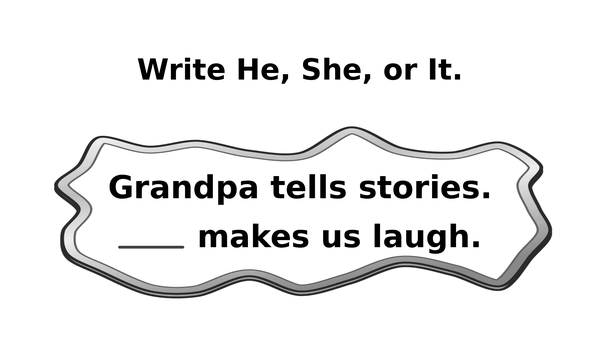 Write He, She, or It.
Grandpa tells stories.
____ makes us laugh.